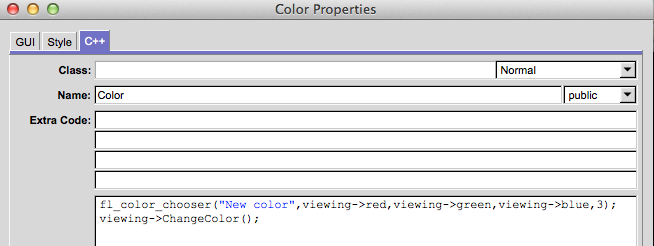 Color Properties
GUI Style C++
Class: Normal
Name: Color public
Extra Code:
fl_color_chooser("New color",viewing->red,viewing->green,viewing->blue,3);
viewing->ChangeColor();